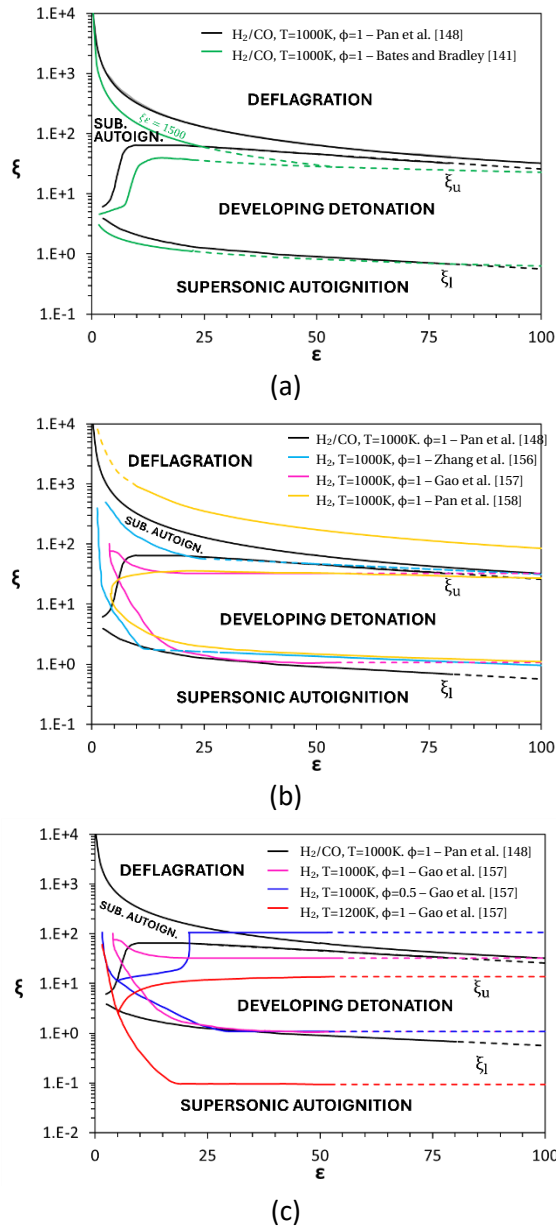 H₂/CO, T=1000K, ϕ=1 – Pan et al. [148]
H₂/CO, T=1000K, ϕ=1 – Bates and Bradley [141]
1.E+4
1.E+3
1.E+2
1.E+1
1.E+0
1.E-1
ξ
DEFLAGRATION
ξε = 1500
SUB.
AUTOIGN.
ξu
DEVELOPING DETONATION
ξl
SUPERSONIC AUTOIGNITION
0 25 50 75 100
ε
(a)
H₂/CO, T=1000K. ϕ=1 – Pan et al. [148]
H₂, T=1000K, ϕ=1 – Zhang et al. [156]
H₂, T=1000K, ϕ=1 – Gao et al. [157]
H₂, T=1000K, ϕ=1 – Pan et al. [158]
1.E+4
1.E+3
1.E+2
1.E+1
1.E+0
1.E-1
ξ
DEFLAGRATION
SUB. AUTOIGN.
ξu
DEVELOPING DETONATION
ξl
SUPERSONIC AUTOIGNITION
0 25 50 75 100
ε
(b)
H₂/CO, T=1000K. ϕ=1 – Pan et al. [148]
H₂, T=1000K, ϕ=1 – Gao et al. [157]
H₂, T=1000K, ϕ=0.5 – Gao et al. [157]
H₂, T=1200K, ϕ=1 – Gao et al. [157]
1.E+4
1.E+3
1.E+2
1.E+1
1.E+0
1.E-1
1.E-2
ξ
DEFLAGRATION
SUB. AUTOIGN.
ξu
DEVELOPING DETONATION
ξl
SUPERSONIC AUTOIGNITION
0 25 50 75 100
ε
(c)